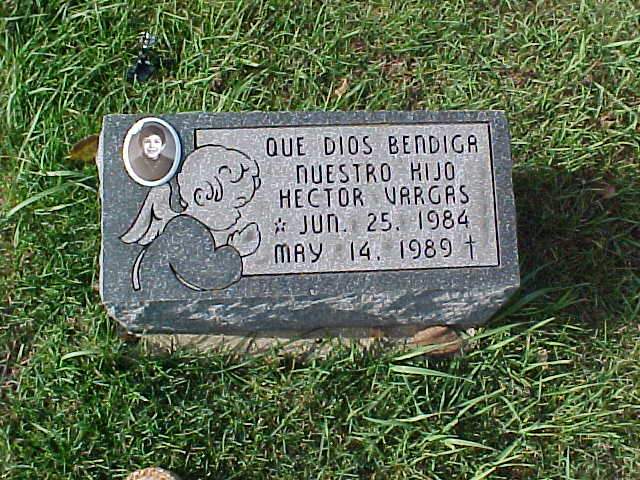 QUE DIOS BENDIGA
NUESTRO HIJO
HECTOR VARGAS
☆ JUN. 25. 1984
MAY 14. 1989 †